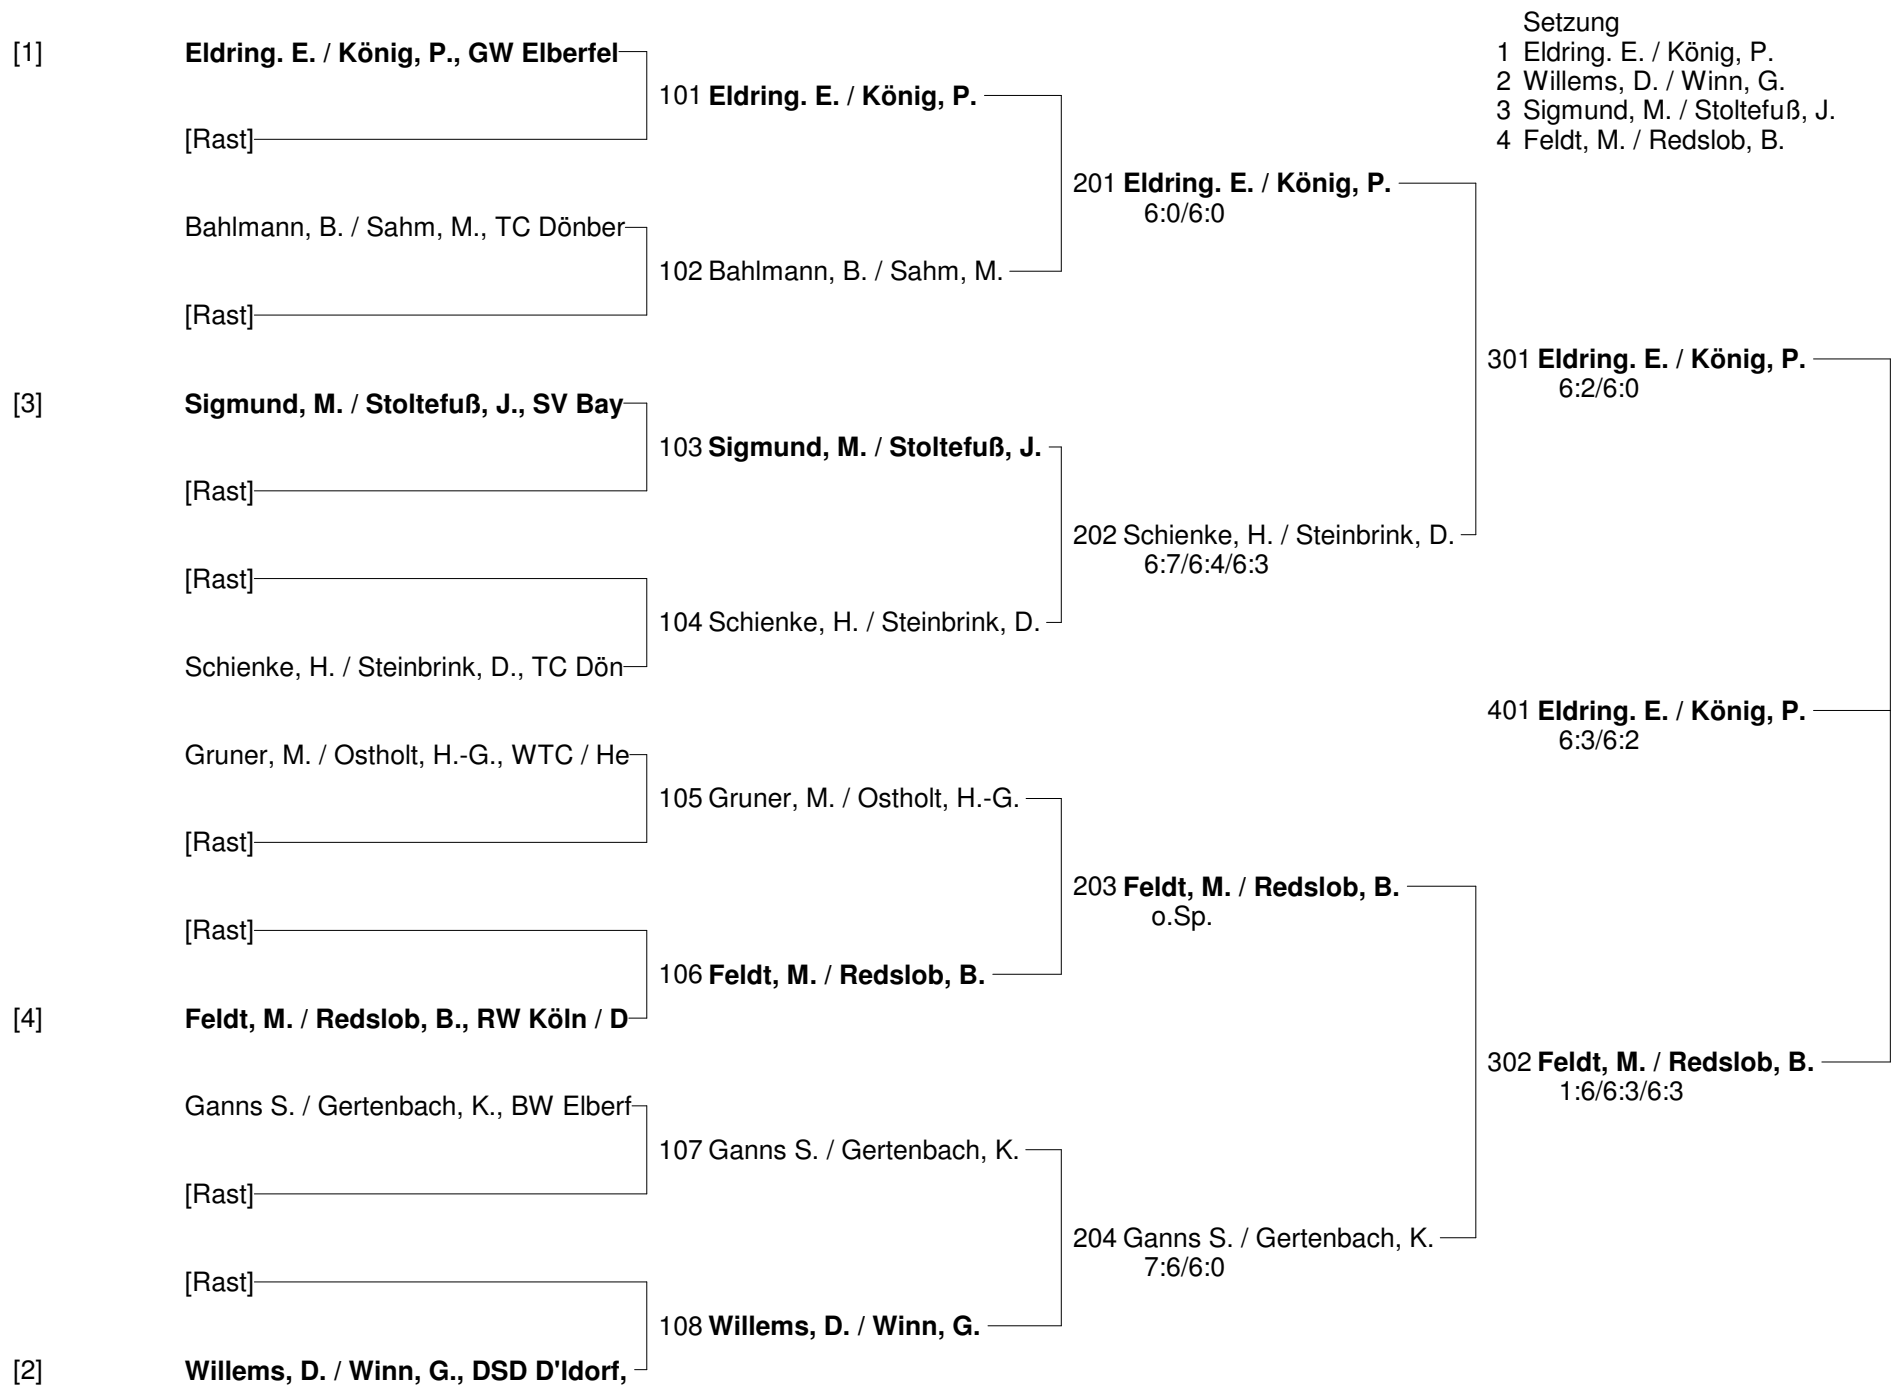 Setzung
1 Eldring. E. / König, P.
2 Willems, D. / Winn, G.
3 Sigmund, M. / Stoltefuß, J.
4 Feldt, M. / Redslob, B.
[1] Eldring. E. / König, P., GW Elberfel
101 Eldring. E. / König, P.
[Rast]
201 Eldring. E. / König, P.
6:0/6:0
Bahlmann, B. / Sahm, M., TC Dönber
102 Bahlmann, B. / Sahm, M.
[Rast]
301 Eldring. E. / König, P.
6:2/6:0
[3] Sigmund, M. / Stoltefuß, J., SV Bay
103 Sigmund, M. / Stoltefuß, J.
[Rast]
202 Schienke, H. / Steinbrink, D.
6:7/6:4/6:3
[Rast]
104 Schienke, H. / Steinbrink, D.
Schienke, H. / Steinbrink, D., TC Dön
401 Eldring. E. / König, P.
6:3/6:2
Gruner, M. / Ostholt, H.-G., WTC / He
105 Gruner, M. / Ostholt, H.-G.
[Rast]
203 Feldt, M. / Redslob, B.
o.Sp.
[Rast]
106 Feldt, M. / Redslob, B.
[4] Feldt, M. / Redslob, B., RW Köln / D
302 Feldt, M. / Redslob, B.
1:6/6:3/6:3
Ganns S. / Gertenbach, K., BW Elberf
107 Ganns S. / Gertenbach, K.
[Rast]
204 Ganns S. / Gertenbach, K.
7:6/6:0
[Rast]
108 Willems, D. / Winn, G.
[2] Willems, D. / Winn, G., DSD D'ldorf,